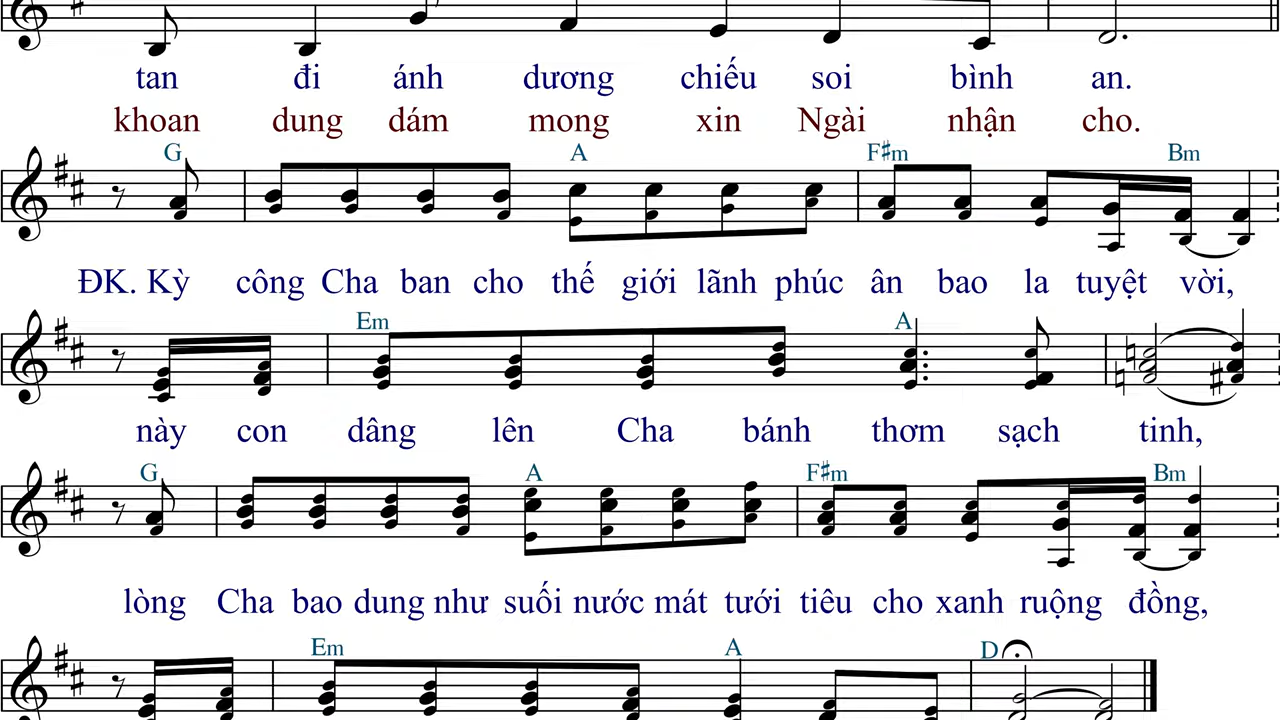 tan đi ánh dương chiếu soi bình an.
khoan dung dám mong xin Ngài nhận cho.
G A F♯m Bm
ĐK. Kỳ công Cha ban cho thế giới lãnh phúc ân bao la tuyệt vời,
Em A
này con dâng lên Cha bánh thơm sạch tinh,
G A F♯m Bm
lòng Cha bao dung như suối nước mát tưới tiêu cho xanh ruộng đồng,
Em A D